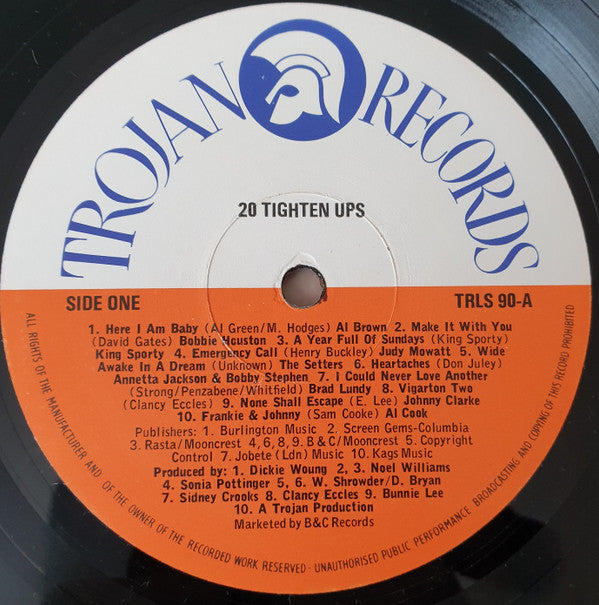 TROJAN RECORDS
20 TIGHTEN UPS
SIDE ONE TRLS 90-A
1. Here I Am Baby (Al Green/M. Hodges) Al Brown 2. Make It With You
(David Gates) Bobbie Houston 3. A Year Full Of Sundays (King Sporty)
King Sporty 4. Emergency Call (Henry Buckley) Judy Mowatt 5. Wide
Awake In A Dream (Unknown) The Setters 6. Heartaches (Don Juley)
Annetta Jackson & Bobby Stephen 7. I Could Never Love Another
(Strong/Penzabene/Whitfield) Brad Lundy 8. Vigarton Two
(Clancy Eccles) 9. None Shall Escape (E. Lee) Johnny Clarke
10. Frankie & Johnny (Sam Cooke) Al Cook
Publishers: 1. Burlington Music 2. Screen Gems-Columbia
3. Rasta/Mooncrest 4,6,8,9. B&C/Mooncrest 5. Copyright
Control 7. Jobete (Ldn) Music 10. Kags Music
Produced by: 1. Dickie Woung 2, 3. Noel Williams
4. Sonia Pottinger 5, 6. W. Shrowder/D. Bryan
7. Sidney Crooks 8. Clancy Eccles 9. Bunnie Lee
10. A Trojan Production
Marketed by B&C Records
ALL RIGHTS OF THE MANUFACTURER AND OF THE OWNER OF THE RECORDED WORK RESERVED - UNAUTHORISED PUBLIC PERFORMANCE BROADCASTING AND COPYING OF THIS RECORD PROHIBITED